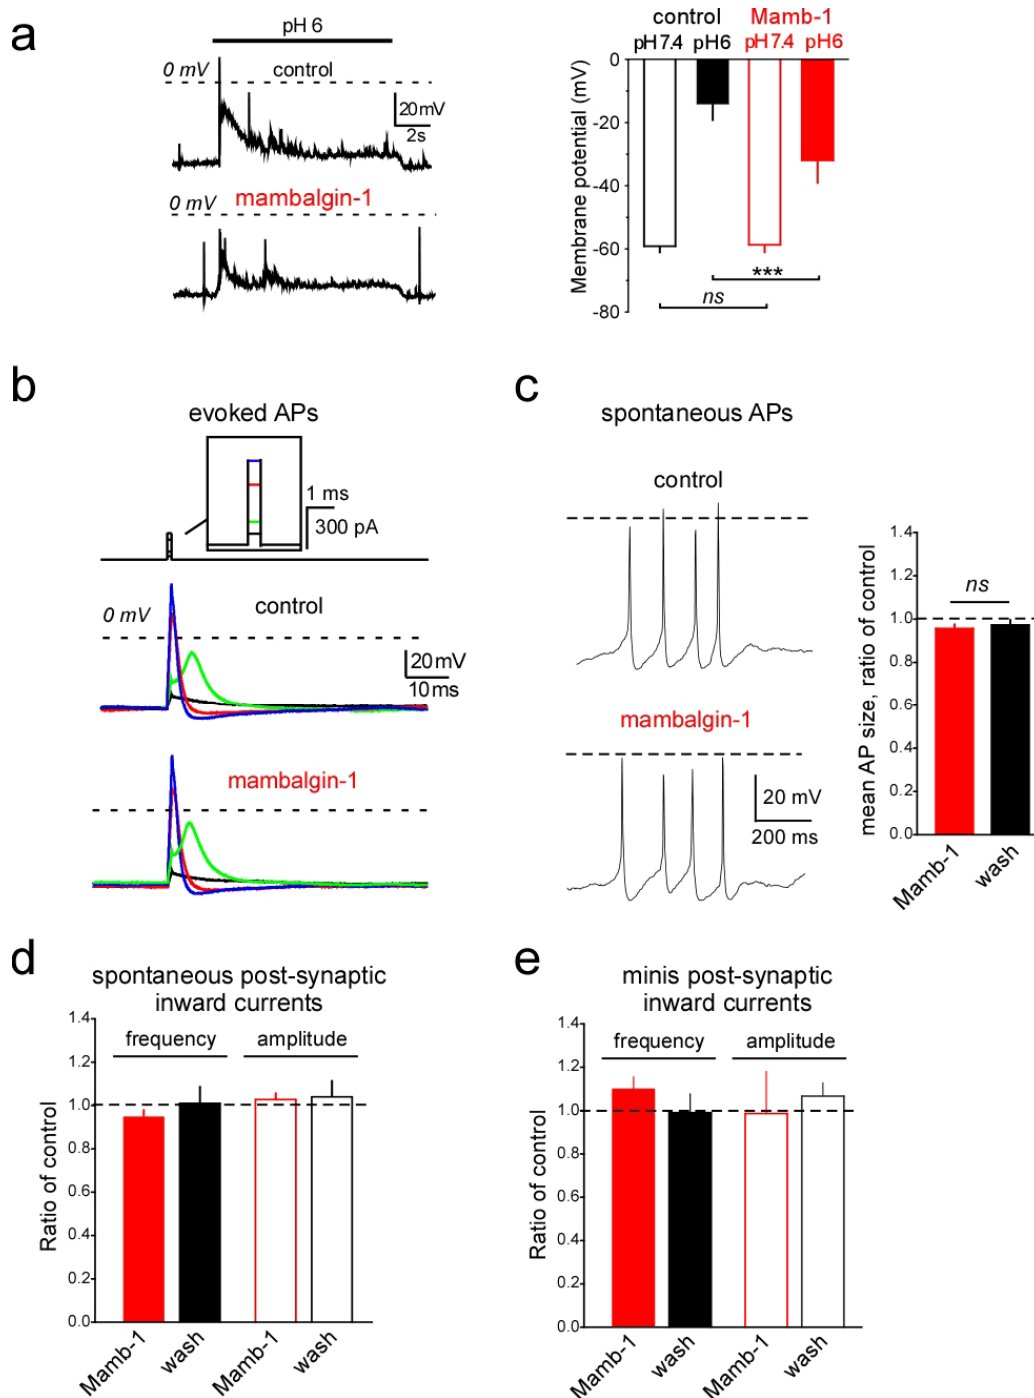 a
pH 6
0 mV
control
20mV
2s
mambalgin-1
0 mV
control
Mamb-1
pH7.4
pH6
pH7.4
pH6
Membrane potential (mV)
0
-20
-40
-60
-80
***
ns
b
evoked APs
1 ms
300 pA
0 mV
control
20mV
10ms
mambalgin-1
c
spontaneous APs
control
mambalgin-1
20 mV
200 ms
mean AP size, ratio of control
1.4
1.2
1.0
0.8
0.6
0.4
0.2
0.0
ns
Mamb-1
wash
d
spontaneous post-synaptic
inward currents
frequency
amplitude
Ratio of control
1.4
1.2
1.0
0.8
0.6
0.4
0.2
0.0
Mamb-1
wash
Mamb-1
wash
e
minis post-synaptic
inward currents
frequency
amplitude
Ratio of control
1.4
1.2
1.0
0.8
0.6
0.4
0.2
0.0
Mamb-1
wash
Mamb-1
wash